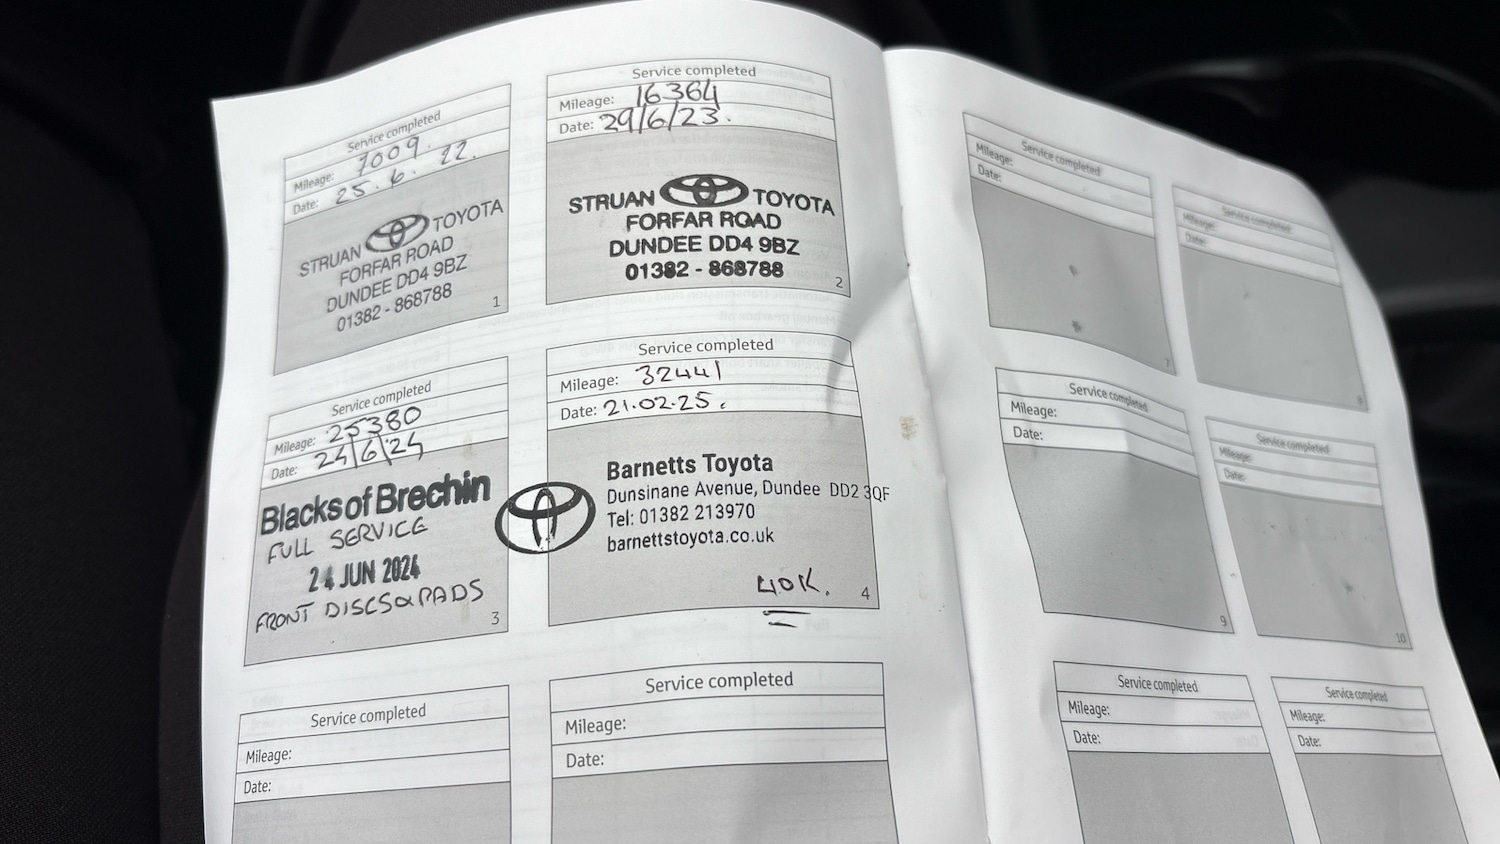 Service completed
Mileage: 7009.
Date: 25.6.22.
STRUAN TOYOTA
FORFAR ROAD
DUNDEE DD4 9BZ
01382 - 868788
1
Service completed
Mileage: 16364
Date: 29/6/23.
STRUAN TOYOTA
FORFAR ROAD
DUNDEE DD4 9BZ
01382 - 868788
2
Service completed
Mileage: 25380
Date: 24/6/24
Blacks of Brechin
FULL SERVICE
24 JUN 2024
FRONT DISCS & PADS
3
Service completed
Mileage: 32441
Date: 21.02.25.
Barnetts Toyota
Dunsinane Avenue, Dundee DD2 3QF
Tel: 01382 213970
barnettstoyota.co.uk
40K.
4
Service completed
Mileage:
Date:
Service completed
Mileage:
Date:
Service completed
Mileage:
Date:
7
Service completed
Mileage:
Date:
8
Service completed
Mileage:
Date:
9
Service completed
Mileage:
Date:
10
Service completed
Mileage:
Date:
Service completed
Mileage:
Date: